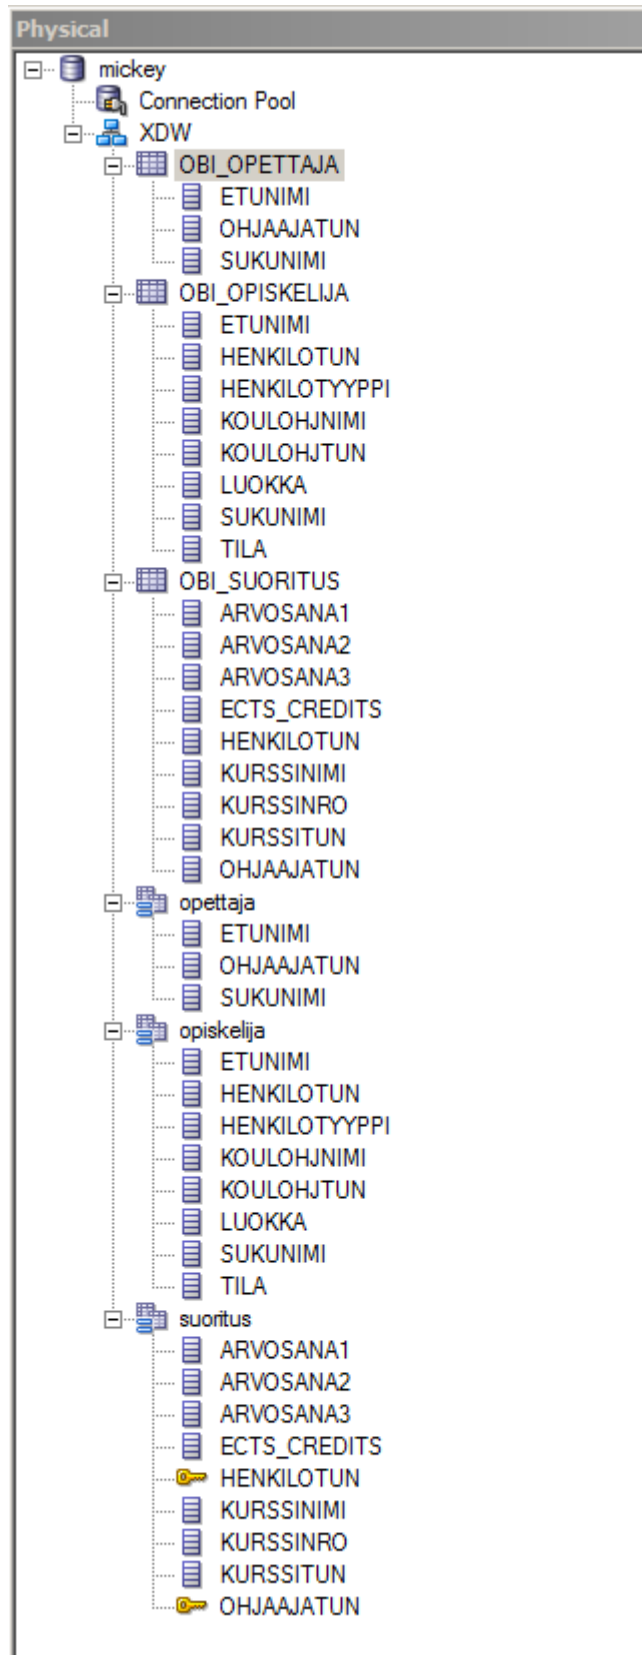 Physical
mickey
Connection Pool
XDW
OBI_OPETTAJA
ETUNIMI
OHJAAJATUN
SUKUNIMI
OBI_OPISKELIJA
ETUNIMI
HENKILOTUN
HENKILOTYYPPI
KOULOHJNIMI
KOULOHJTUN
LUOKKA
SUKUNIMI
TILA
OBI_SUORITUS
ARVOSANA1
ARVOSANA2
ARVOSANA3
ECTS_CREDITS
HENKILOTUN
KURSSINIMI
KURSSINRO
KURSSITUN
OHJAAJATUN
opettaja
ETUNIMI
OHJAAJATUN
SUKUNIMI
opiskelija
ETUNIMI
HENKILOTUN
HENKILOTYYPPI
KOULOHJNIMI
KOULOHJTUN
LUOKKA
SUKUNIMI
TILA
suoritus
ARVOSANA1
ARVOSANA2
ARVOSANA3
ECTS_CREDITS
HENKILOTUN
KURSSINIMI
KURSSINRO
KURSSITUN
OHJAAJATUN